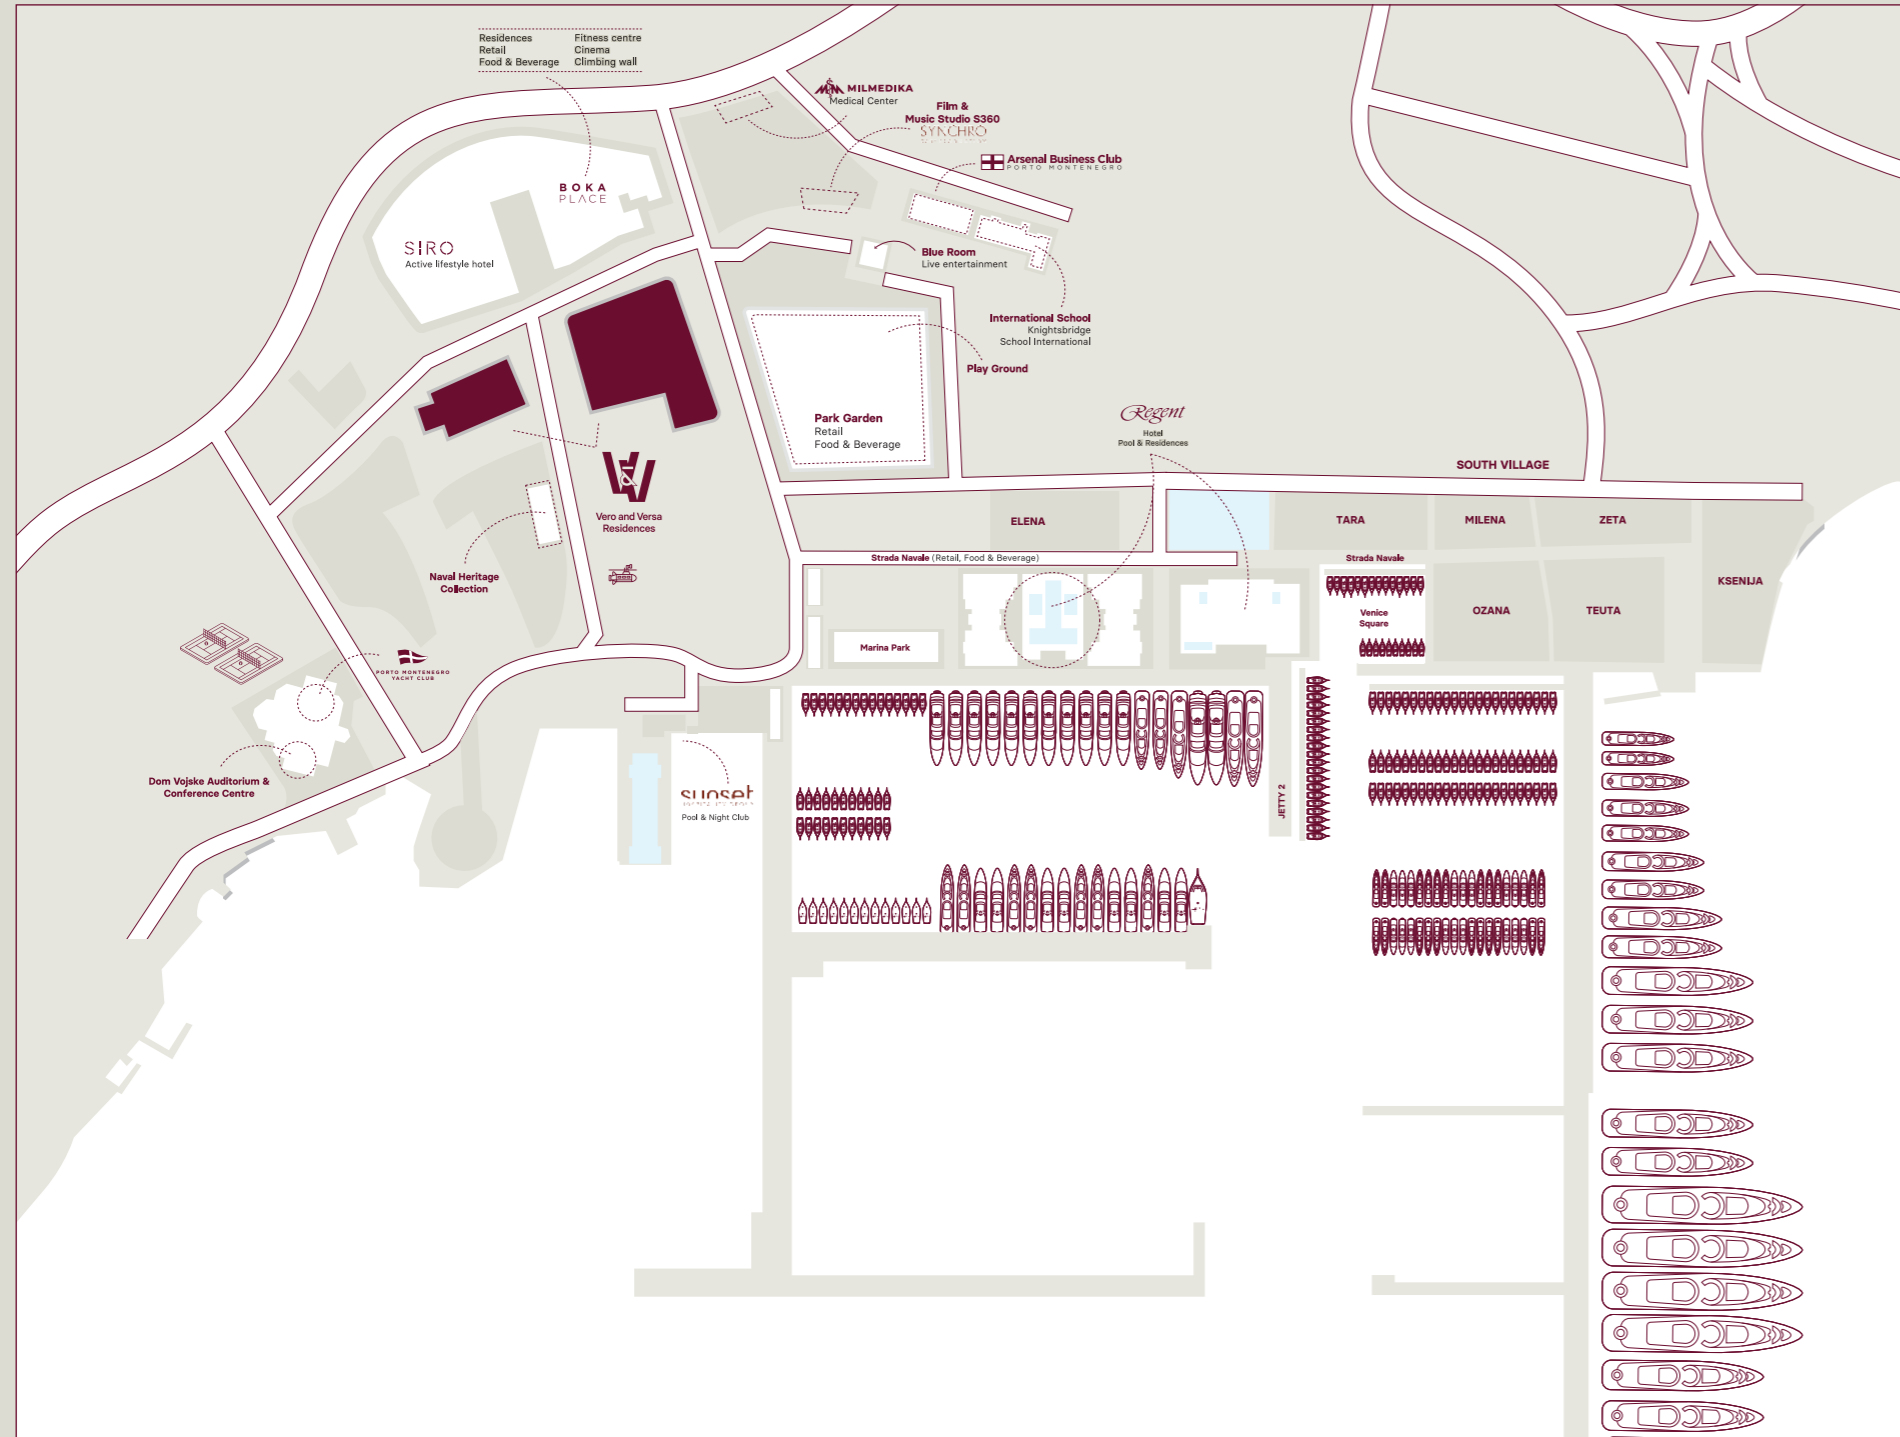 Residences
Retail
Food & Beverage
Fitness centre
Cinema
Climbing wall
MILMEDIKA
Medical Center
Film &
Music Studio S360
SYNCHRO
Arsenal Business Club
PORTO MONTENEGRO
BOKA
PLACE
SIRO
Active lifestyle hotel
Blue Room
Live entertainment
International School
Knightsbridge
School International
Play Ground
Park Garden
Retail
Food & Beverage
Regent
Hotel
Pool & Residences
SOUTH VILLAGE
V&V
Vero and Versa
Residences
ELENA
TARA
MILENA
ZETA
Strada Navale (Retail, Food & Beverage)
Strada Navale
KSENIJA
Naval Heritage
Collection
Venice
Square
OZANA
TEUTA
Marina Park
PORTO MONTENEGRO
YACHT CLUB
Dom Vojske Auditorium &
Conference Centre
sunset
Pool & Night Club
JETTY 2